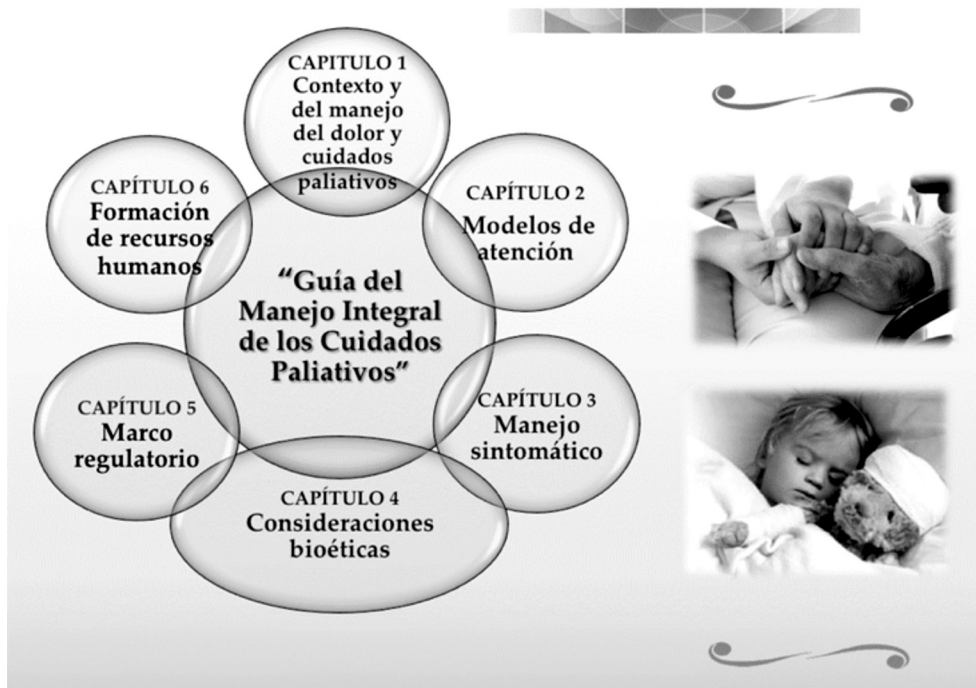 CAPITULO 1
Contexto y
del manejo
del dolor y
cuidados
paliativos
CAPÍTULO 2
Modelos de
atención
CAPÍTULO 3
Manejo
sintomático
CAPÍTULO 4
Consideraciones
bioéticas
CAPÍTULO 5
Marco
regulatorio
CAPÍTULO 6
Formación
de recursos
humanos
“Guía del
Manejo Integral
de los Cuidados
Paliativos”